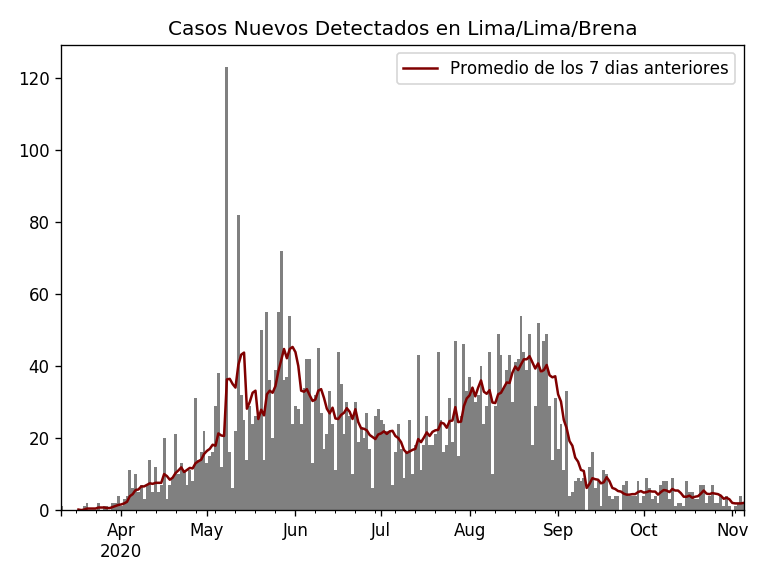 Casos Nuevos Detectados en Lima/Lima/Brena
Promedio de los 7 dias anteriores
120
100
80
60
40
20
0
Apr May Jun Jul Aug Sep Oct Nov
2020